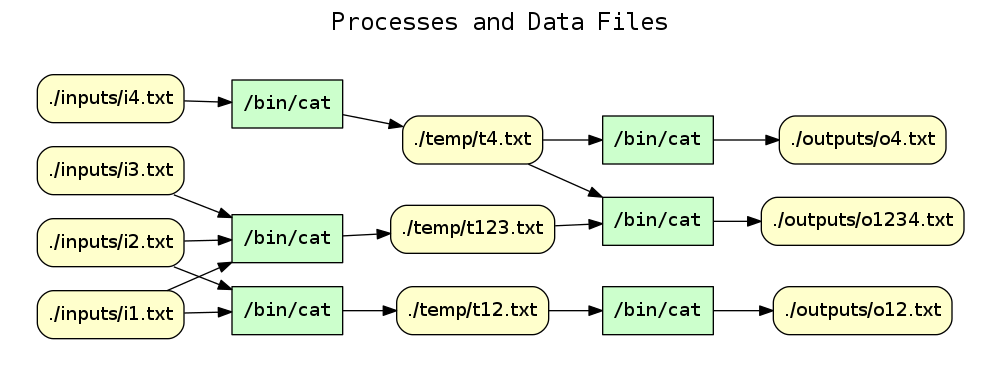 Processes and Data Files
./inputs/i4.txt
/bin/cat
./temp/t4.txt
/bin/cat
./outputs/o4.txt
./inputs/i3.txt
./inputs/i2.txt
/bin/cat
./temp/t123.txt
/bin/cat
./outputs/o1234.txt
./inputs/i1.txt
/bin/cat
./temp/t12.txt
/bin/cat
./outputs/o12.txt